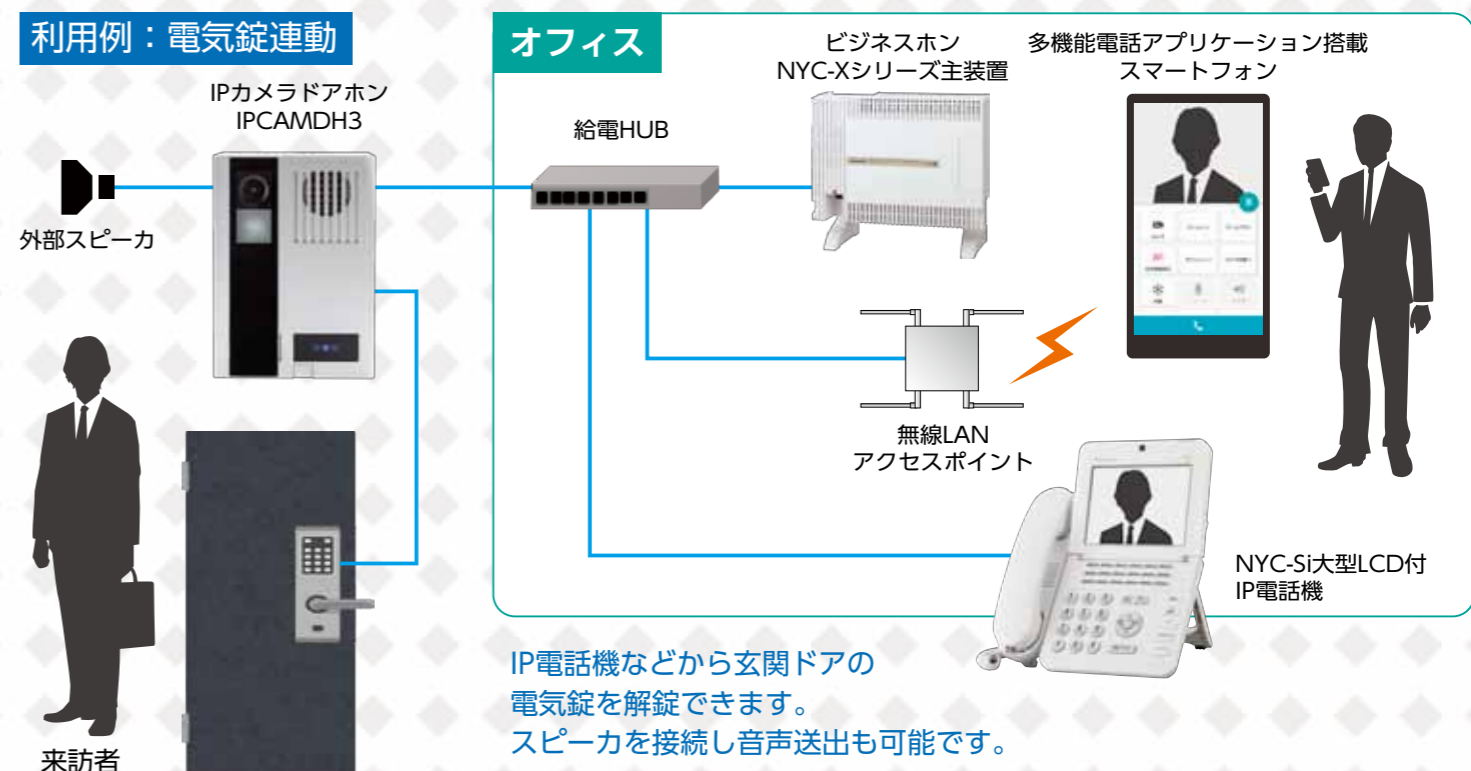 利用例：電気錠連動
オフィス
ビジネスホン
NYC-Xシリーズ主装置
多機能電話アプリケーション搭載
スマートフォン
IPカメラドアホン
IPCAMDH3
給電HUB
外部スピーカ
無線LAN
アクセスポイント
NYC-Si大型LCD付
IP電話機
IP電話機などから玄関ドアの
電気錠を解錠できます。
スピーカを接続し音声送出も可能です。
来訪者